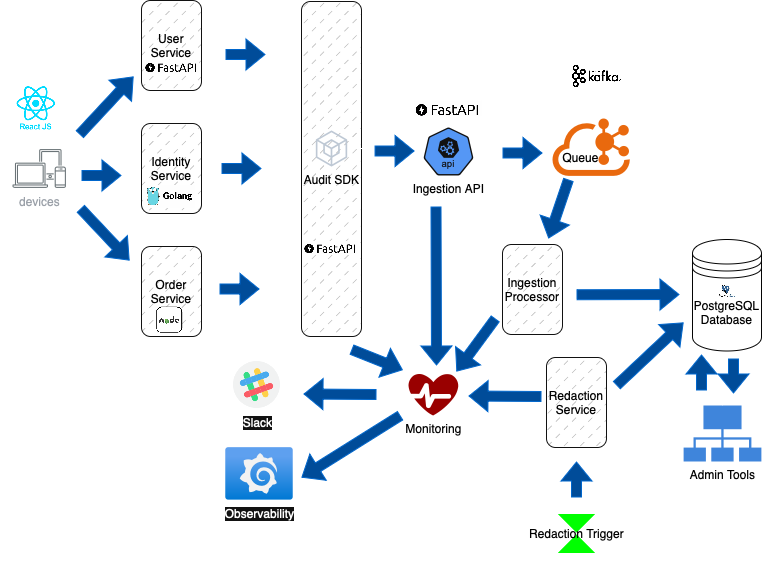 User
Service
FastAPI
kafka
React JS
FastAPI
Identity
Service
Golang
Audit SDK
api
Ingestion API
Queue
devices
FastAPI
Order
Service
node
Ingestion
Processor
PostgreSQL
Database
Redaction
Service
Slack
Monitoring
Admin Tools
Observability
Redaction Trigger